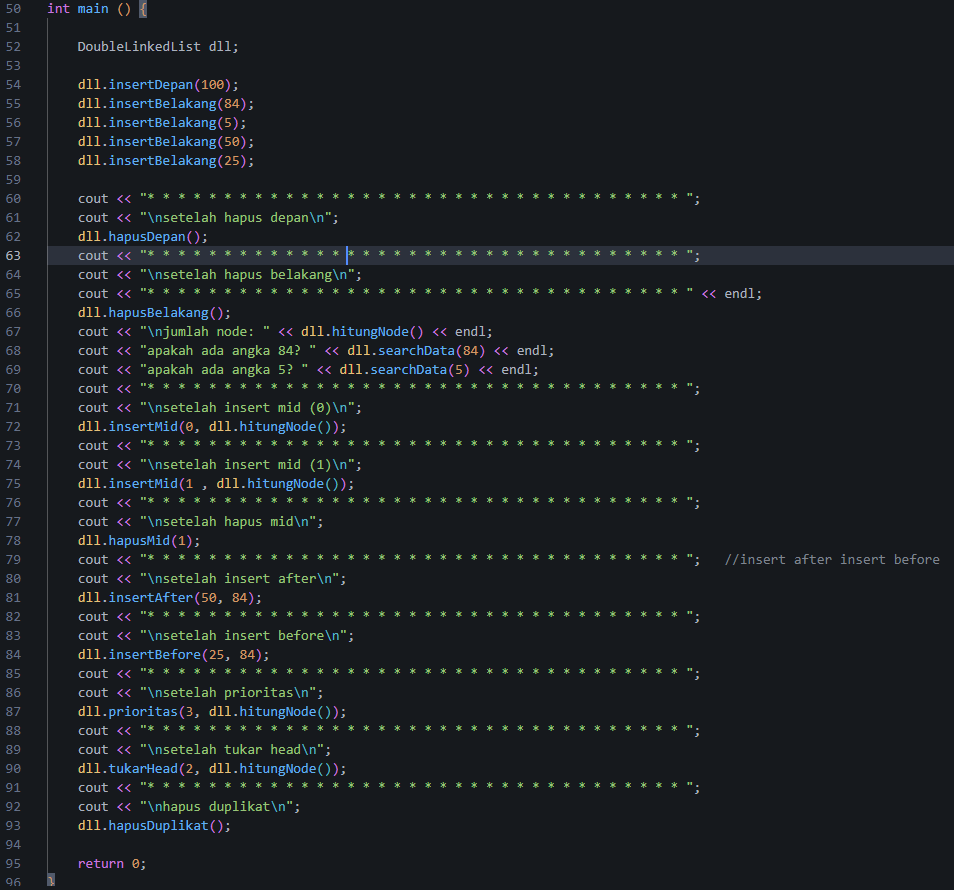 50 int main () {
51
52     DoubleLinkedList dll;
53
54     dll.insertDepan(100);
55     dll.insertBelakang(84);
56     dll.insertBelakang(5);
57     dll.insertBelakang(50);
58     dll.insertBelakang(25);
59
60     cout << "* * * * * * * * * * * * * * * * * * * * * * * * * * * * * * * * * * * * ";
61     cout << "\nsetelah hapus depan\n";
62     dll.hapusDepan();
63     cout << "* * * * * * * * * * * * * * * * * * * * * * * * * * * * * * * * * * * * ";
64     cout << "\nsetelah hapus belakang\n";
65     cout << "* * * * * * * * * * * * * * * * * * * * * * * * * * * * * * * * * * * * " << endl;
66     dll.hapusBelakang();
67     cout << "\njumlah node: " << dll.hitungNode() << endl;
68     cout << "apakah ada angka 84? " << dll.searchData(84) << endl;
69     cout << "apakah ada angka 5? " << dll.searchData(5) << endl;
70     cout << "* * * * * * * * * * * * * * * * * * * * * * * * * * * * * * * * * * * * ";
71     cout << "\nsetelah insert mid (0)\n";
72     dll.insertMid(0, dll.hitungNode());
73     cout << "* * * * * * * * * * * * * * * * * * * * * * * * * * * * * * * * * * * * ";
74     cout << "\nsetelah insert mid (1)\n";
75     dll.insertMid(1 , dll.hitungNode());
76     cout << "* * * * * * * * * * * * * * * * * * * * * * * * * * * * * * * * * * * * ";
77     cout << "\nsetelah hapus mid\n";
78     dll.hapusMid(1);
79     cout << "* * * * * * * * * * * * * * * * * * * * * * * * * * * * * * * * * * * * ";   //insert after insert before
80     cout << "\nsetelah insert after\n";
81     dll.insertAfter(50, 84);
82     cout << "* * * * * * * * * * * * * * * * * * * * * * * * * * * * * * * * * * * * ";
83     cout << "\nsetelah insert before\n";
84     dll.insertBefore(25, 84);
85     cout << "* * * * * * * * * * * * * * * * * * * * * * * * * * * * * * * * * * * * ";
86     cout << "\nsetelah prioritas\n";
87     dll.prioritas(3, dll.hitungNode());
88     cout << "* * * * * * * * * * * * * * * * * * * * * * * * * * * * * * * * * * * * ";
89     cout << "\nsetelah tukar head\n";
90     dll.tukarHead(2, dll.hitungNode());
91     cout << "* * * * * * * * * * * * * * * * * * * * * * * * * * * * * * * * * * * * ";
92     cout << "\nhapus duplikat\n";
93     dll.hapusDuplikat();
94
95     return 0;
96 }